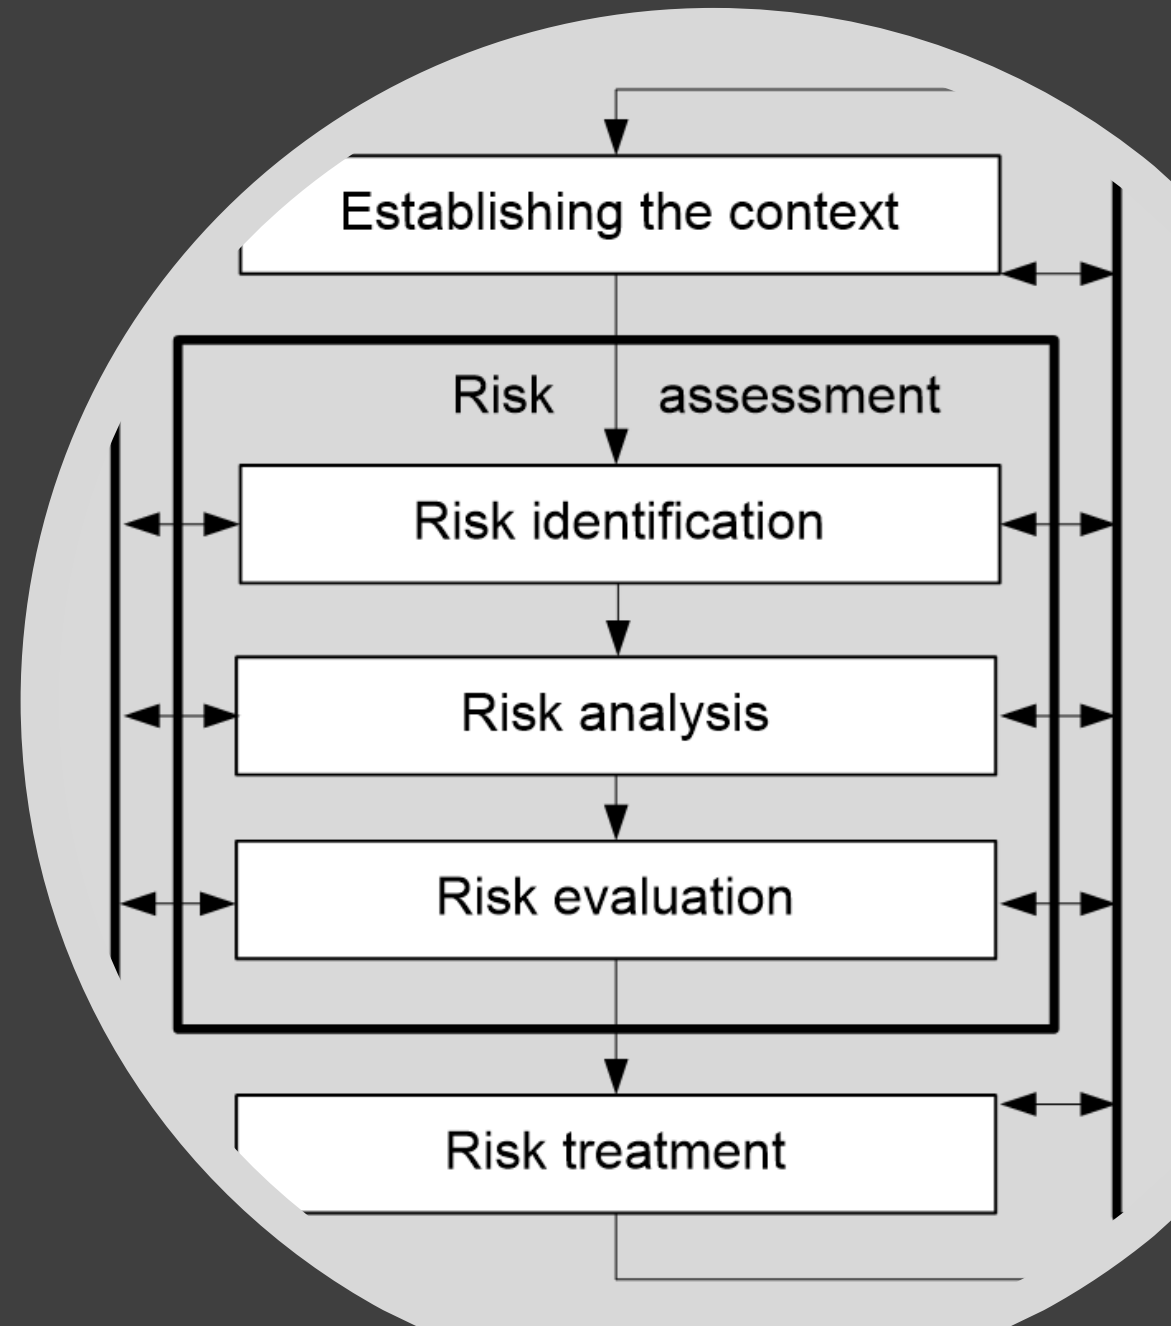 Establishing the context
Risk assessment
Risk identification
Risk analysis
Risk evaluation
Risk treatment